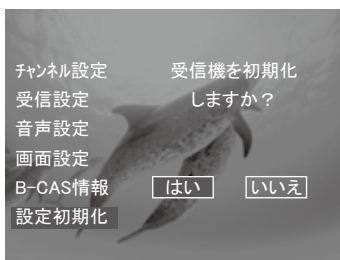 チャンネル設定
受信設定
音声設定
画面設定
B-CAS情報
設定初期化
受信機を初期化
しますか？
はい
いいえ